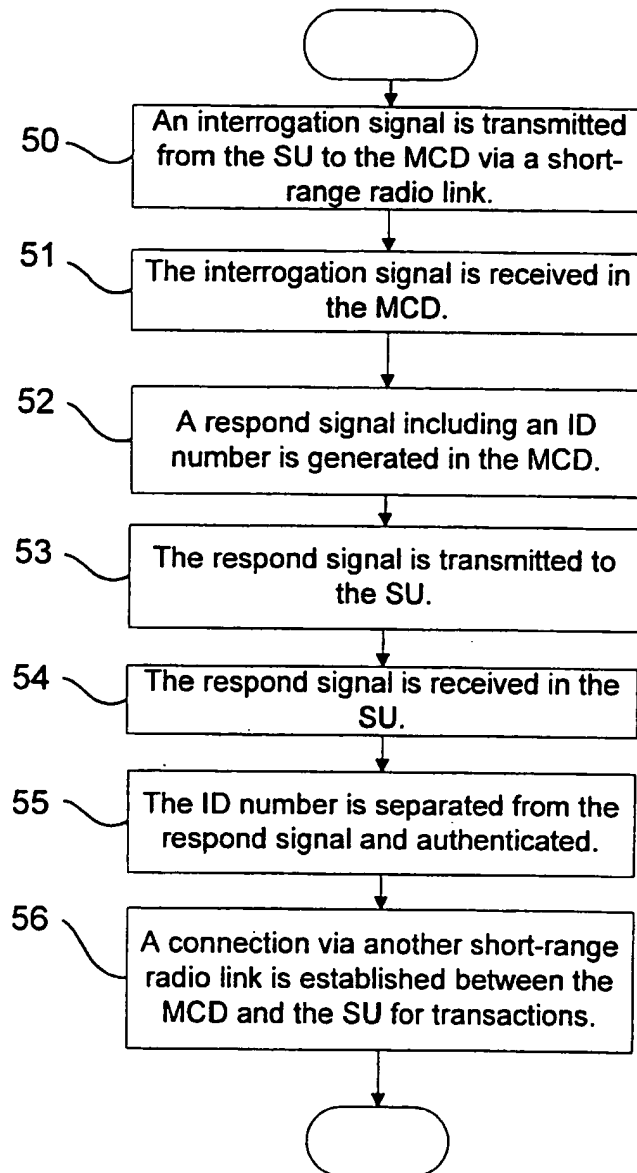 50
An interrogation signal is transmitted
from the SU to the MCD via a short-
range radio link.
51
The interrogation signal is received in
the MCD.
52
A respond signal including an ID
number is generated in the MCD.
53
The respond signal is transmitted to
the SU.
54
The respond signal is received in the
SU.
55
The ID number is separated from the
respond signal and authenticated.
56
A connection via another short-range
radio link is established between the
MCD and the SU for transactions.